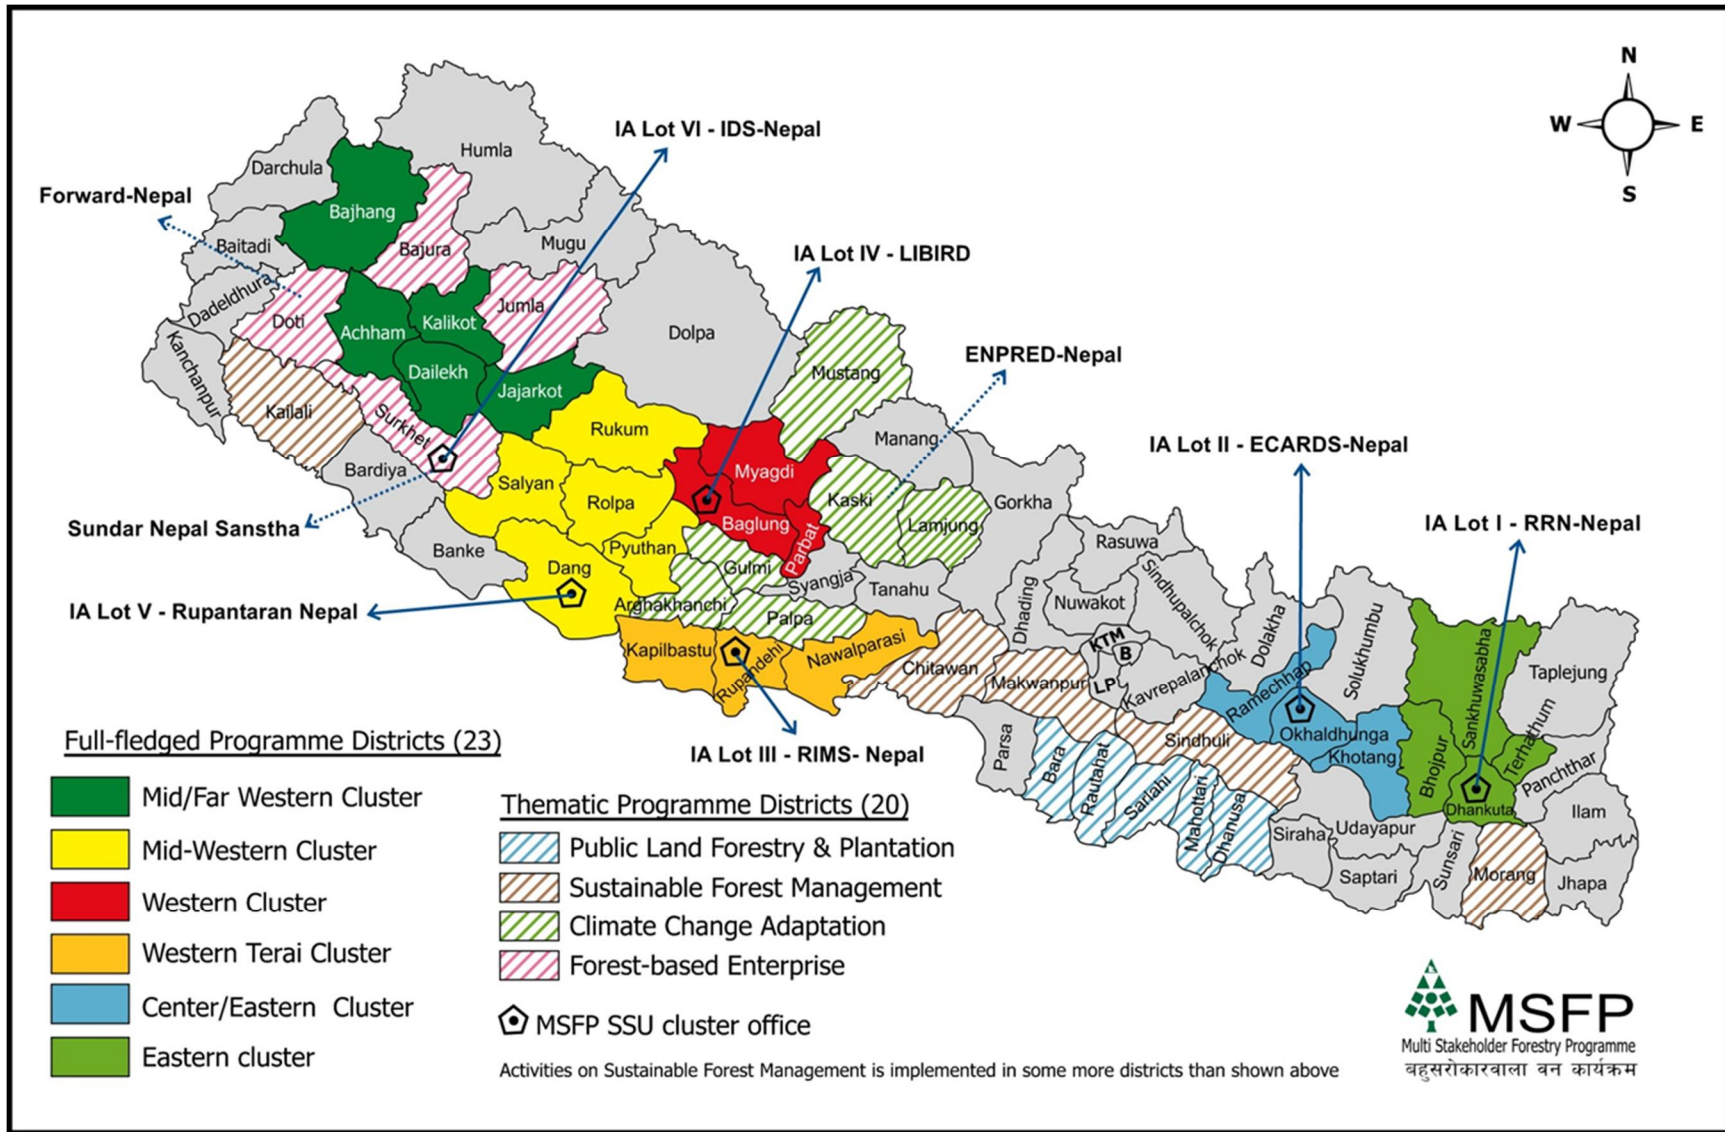 N
W
E
S
IA Lot VI - IDS-Nepal
Humla
Darchula
Forward-Nepal
Bajhang
Baitadi
Bajura
Mugu
IA Lot IV - LIBIRD
Dadeldhura
Doti
Achham
Kalikot
Jumla
Dolpa
Kanchanpur
Dailekh
Jajarkot
Mustang
ENPRED-Nepal
Kailali
Surkhet
Rukum
Manang
IA Lot II - ECARDS-Nepal
Bardiya
Salyan
Rolpa
Myagdi
Kaski
Lamjung
Gorkha
Sundar Nepal Sanstha
Baglung
Parbat
IA Lot I - RRN-Nepal
Banke
Dang
Pyuthan
Gulmi
Syangja
Tanahu
Rasuwa
Sindhupalchok
Nuwakot
Dhading
IA Lot V - Rupantaran Nepal
Arghakhanchi
Palpa
Dolakha
Solukhumbu
Sankhuwasabha
Taplejung
KTM
B
LP
Kapilbastu
Rupandehi
Nawalparasi
Chitawan
Makwanpur
Kavrepalanchok
Ramechhap
Okhaldhunga
Khotang
Bhojpur
Terhathum
Panchthar
Dhankuta
IA Lot III - RIMS- Nepal
Parsa
Bara
Rautahat
Sarlahi
Mahottari
Dhanusa
Sindhuli
Siraha
Udayapur
Saptari
Sunsari
Morang
Ilam
Jhapa
Full-fledged Programme Districts (23)
Mid/Far Western Cluster
Mid-Western Cluster
Western Cluster
Western Terai Cluster
Center/Eastern Cluster
Eastern cluster
Thematic Programme Districts (20)
Public Land Forestry & Plantation
Sustainable Forest Management
Climate Change Adaptation
Forest-based Enterprise
MSFP SSU cluster office
Activities on Sustainable Forest Management is implemented in some more districts than shown above
MSFP
Multi Stakeholder Forestry Programme
बहुसरोकारवाला वन कार्यक्रम